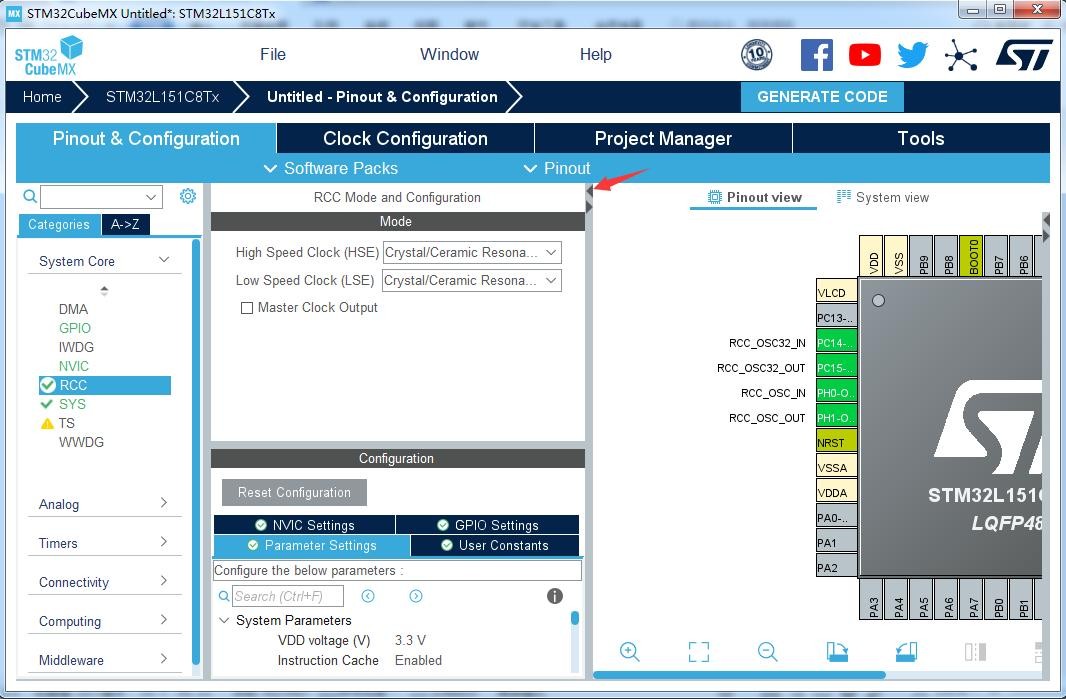 MX STM32CubeMX Untitled*: STM32L151C8Tx
STM32
CubeMX
File
Window
Help
10
ST
Home
STM32L151C8Tx
Untitled - Pinout & Configuration
GENERATE CODE
Pinout & Configuration
Clock Configuration
Project Manager
Tools
Software Packs
Pinout
Categories
A->Z
System Core
DMA
GPIO
IWDG
NVIC
RCC
SYS
TS
WWDG
Analog
Timers
Connectivity
Computing
Middleware
RCC Mode and Configuration
Mode
High Speed Clock (HSE) Crystal/Ceramic Resona...
Low Speed Clock (LSE) Crystal/Ceramic Resona...
Master Clock Output
Configuration
Reset Configuration
NVIC Settings
GPIO Settings
Parameter Settings
User Constants
Configure the below parameters :
Search (Ctrl+F)
System Parameters
VDD voltage (V) 3.3 V
Instruction Cache Enabled
Pinout view
System view
VDD
VSS
PB9
PB8
BOOT0
PB7
PB6
VLCD
PC13-..
RCC_OSC32_IN PC14-..
RCC_OSC32_OUT PC15-..
RCC_OSC_IN PH0-O..
RCC_OSC_OUT PH1-O..
NRST
VSSA
VDDA
PA0-..
PA1
PA2
STM32L151C
LQFP48
PA3
PA4
PA5
PA6
PA7
PB0
PB1